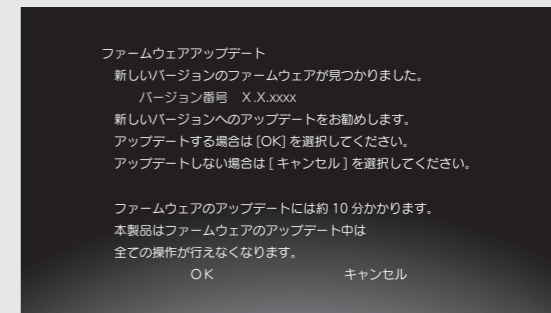 ファームウェアアップデート
新しいバージョンのファームウェアが見つかりました。
バージョン番号　X.X.xxxx
新しいバージョンへのアップデートをお勧めします。
アップデートする場合は [OK] を選択してください。
アップデートしない場合は [ キャンセル ] を選択してください。
ファームウェアのアップデートには約 10 分かかります。
本製品はファームウェアのアップデート中は
全ての操作が行えなくなります。
OK　キャンセル